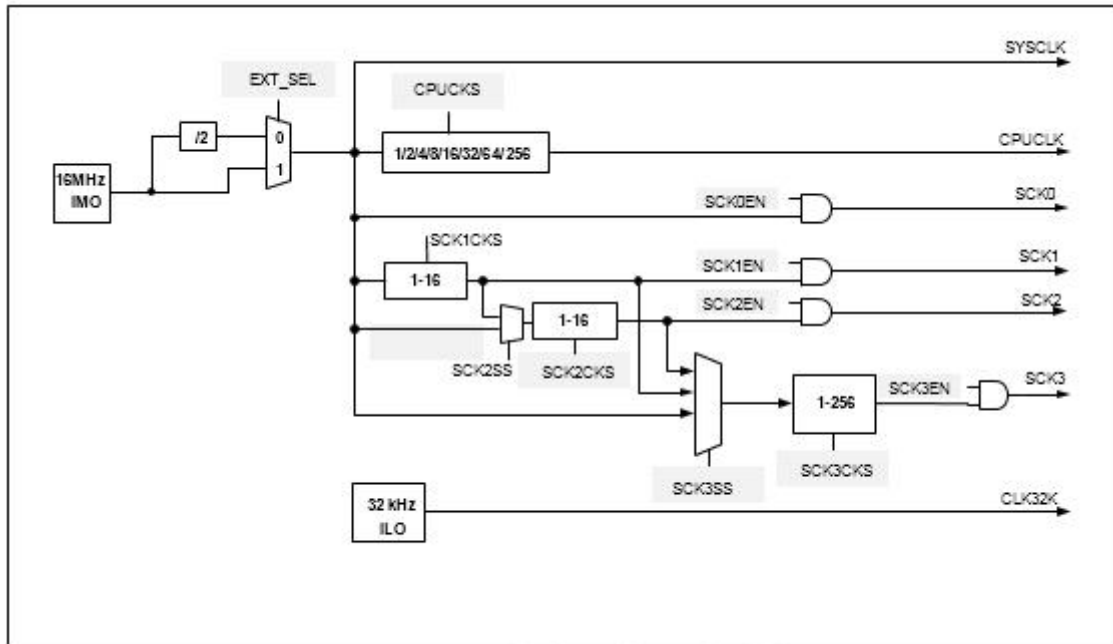 SYSCLK
EXT_SEL
CPUCKS
/2
0
1
1/2/4/8/16/32/64/256
CPUCLK
16MHz
IMO
SCK0EN
SCK0
SCK1CKS
1-16
SCK1EN
SCK1
SCK2EN
SCK2
1-16
SCK2SS
SCK2CKS
SCK3EN
SCK3
1-256
SCK3CKS
SCK3SS
32 kHz
ILO
CLK32K